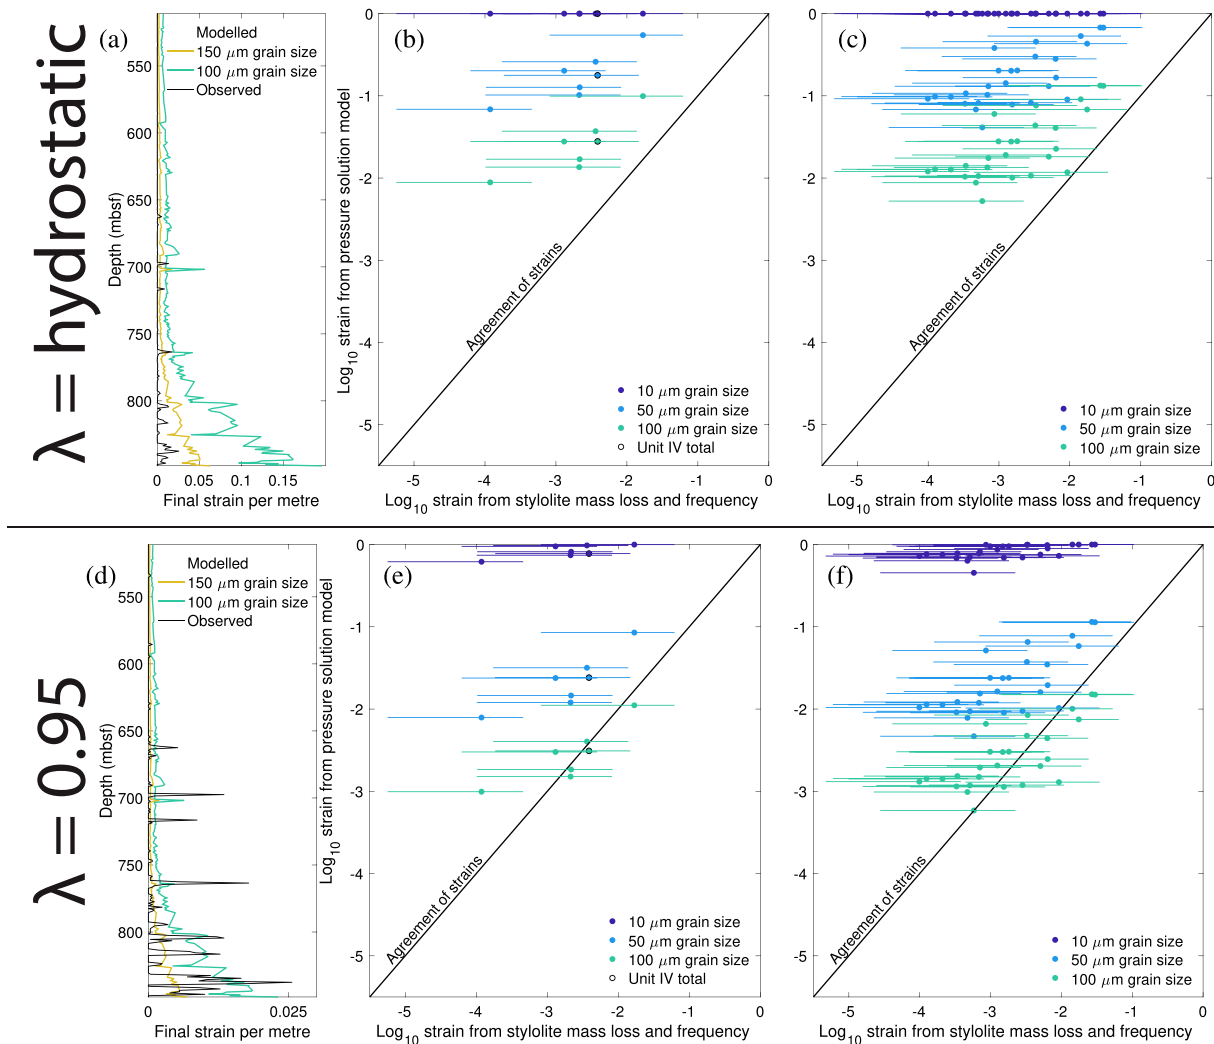 λ = hydrostatic
(a)
Modelled
150 μm grain size
100 μm grain size
Observed
Depth (mbsf)
550
600
650
700
750
800
0
0.05
0.15
Final strain per metre
(b)
Log10 strain from pressure solution model
0
-1
-2
-3
-4
-5
Agreement of strains
10 μm grain size
50 μm grain size
100 μm grain size
Unit IV total
-5
-4
-3
-2
-1
0
Log10 strain from stylolite mass loss and frequency
(c)
0
-1
-2
-3
-4
-5
Agreement of strains
10 μm grain size
50 μm grain size
100 μm grain size
-5
-4
-3
-2
-1
0
Log10 strain from stylolite mass loss and frequency
λ = 0.95
(d)
Modelled
150 μm grain size
100 μm grain size
Observed
Depth (mbsf)
550
600
650
700
750
800
0
0.025
Final strain per metre
(e)
Log10 strain from pressure solution model
0
-1
-2
-3
-4
-5
Agreement of strains
10 μm grain size
50 μm grain size
100 μm grain size
Unit IV total
-5
-4
-3
-2
-1
0
Log10 strain from stylolite mass loss and frequency
(f)
0
-1
-2
-3
-4
-5
Agreement of strains
10 μm grain size
50 μm grain size
100 μm grain size
-5
-4
-3
-2
-1
0
Log10 strain from stylolite mass loss and frequency